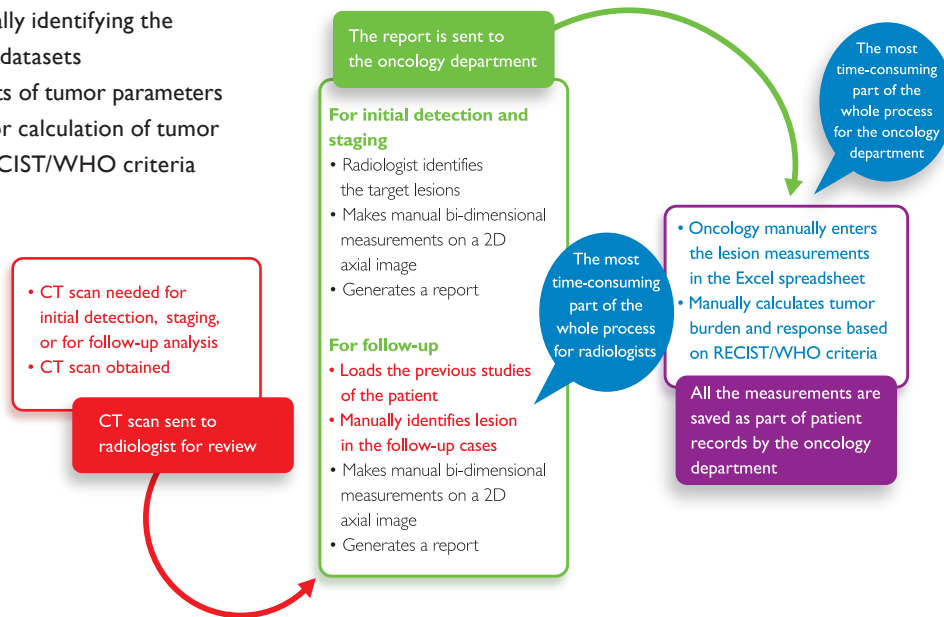 ally identifying the
datasets
ts of tumor parameters
or calculation of tumor
ECIST/WHO criteria
• CT scan needed for
initial detection, staging,
or for follow-up analysis
• CT scan obtained
CT scan sent to
radiologist for review
The report is sent to
the oncology department
For initial detection and
staging
• Radiologist identifies
the target lesions
• Makes manual bi-dimensional
measurements on a 2D
axial image
• Generates a report
For follow-up
• Loads the previous studies
of the patient
• Manually identifies lesion
in the follow-up cases
• Makes manual bi-dimensional
measurements on a 2D
axial image
• Generates a report
The most
time-consuming
part of the
whole process
for radiologists
The most
time-consuming
part of the
whole process
for the oncology
department
• Oncology manually enters
the lesion measurements
in the Excel spreadsheet
• Manually calculates tumor
burden and response based
on RECIST/WHO criteria
All the measurements are
saved as part of patient
records by the oncology
department